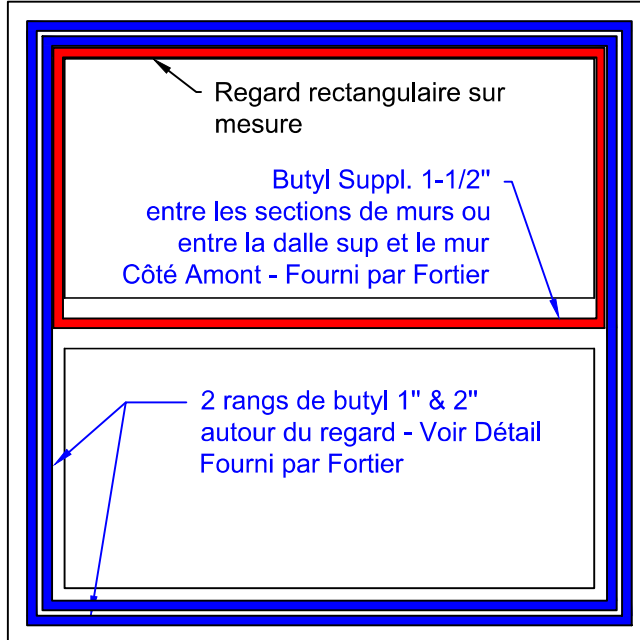 Regard rectangulaire sur
mesure
Butyl Suppl. 1-1/2"
entre les sections de murs ou
entre la dalle sup et le mur
Côté Amont - Fourni par Fortier
2 rangs de butyl 1" & 2"
autour du regard - Voir Détail
Fourni par Fortier